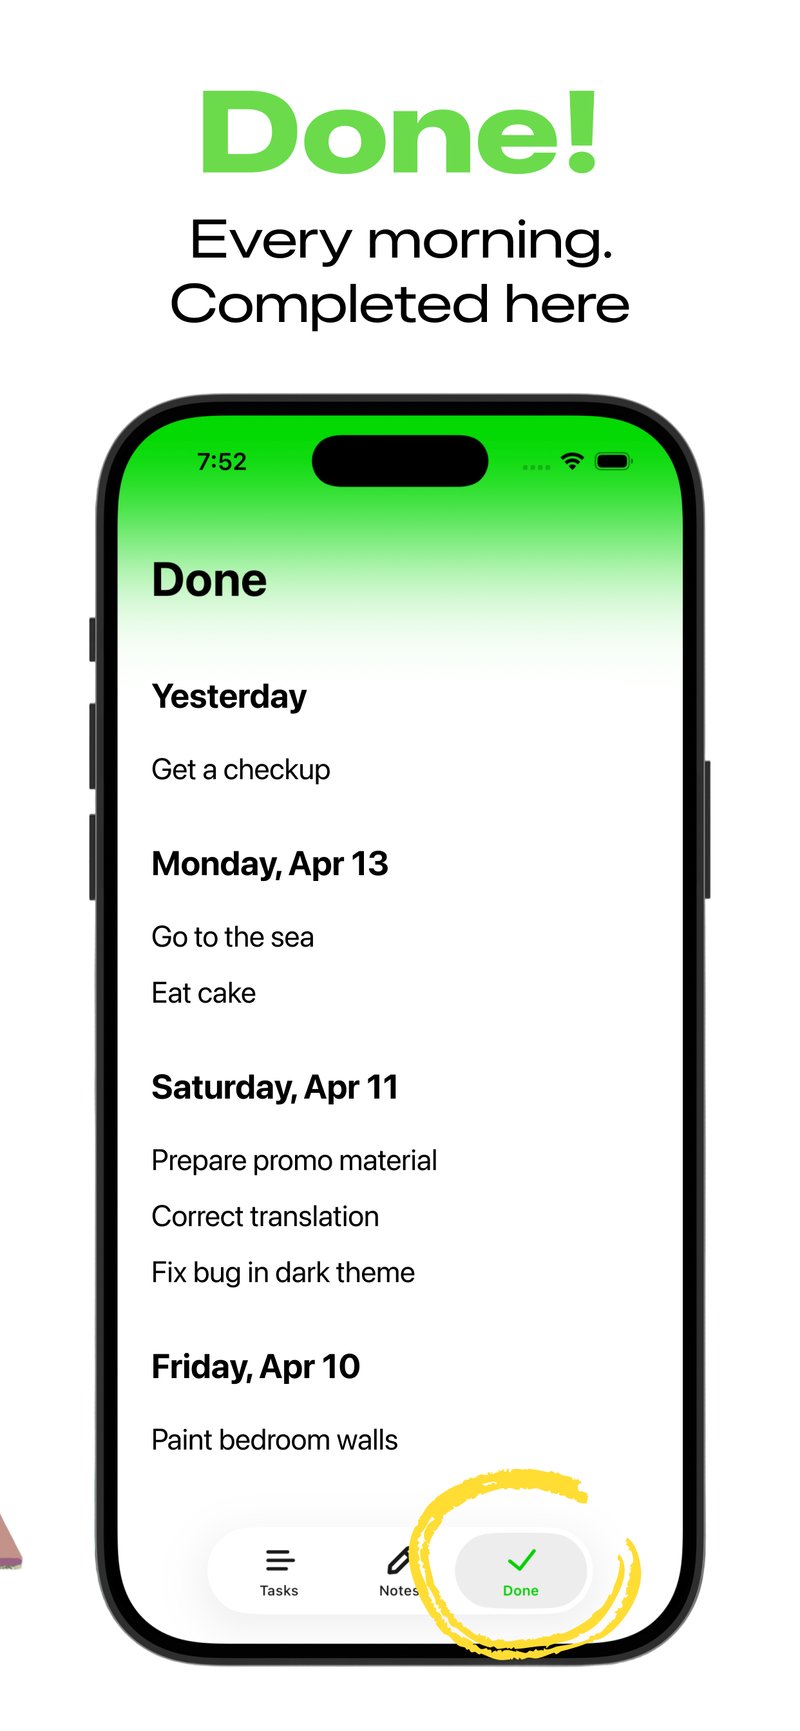 Done!
Every morning.
Completed here
7:52
Done
Yesterday
Get a checkup
Monday, Apr 13
Go to the sea
Eat cake
Saturday, Apr 11
Prepare promo material
Correct translation
Fix bug in dark theme
Friday, Apr 10
Paint bedroom walls
Tasks Notes Done